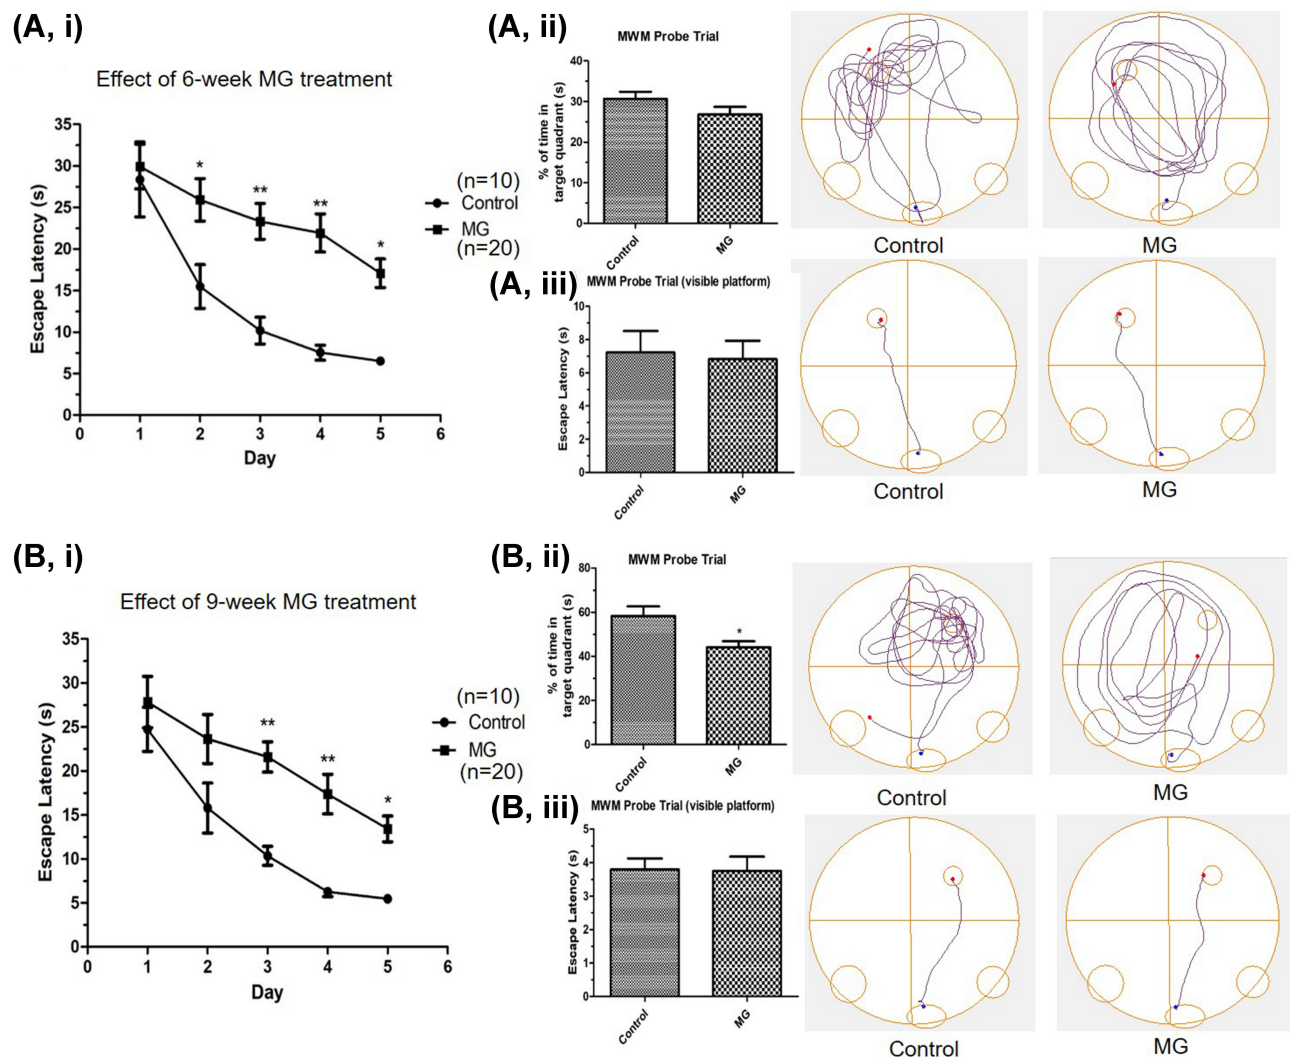 (A, i)
Effect of 6-week MG treatment
Escape Latency (s)
35
30
25
20
15
10
5
0
0 1 2 3 4 5 6
Day
*
**
**
*
(n=10)
Control
MG
(n=20)
(A, ii)
MWM Probe Trial
% of time in
target quadrant (s)
40
30
20
10
0
Control
MG
Control
MG
(A, iii)
MWM Probe Trial (visible platform)
Escape Latency (s)
10
8
6
4
2
0
Control
MG
Control
MG
(B, i)
Effect of 9-week MG treatment
Escape Latency (s)
35
30
25
20
15
10
5
0
0 1 2 3 4 5 6
Day
**
**
*
(n=10)
Control
MG
(n=20)
(B, ii)
MWM Probe Trial
% of time in
target quadrant (s)
80
60
40
20
0
*
Control
MG
Control
MG
(B, iii)
MWM Probe Trial (visible platform)
Escape Latency (s)
5
4
3
2
1
0
Control
MG
Control
MG